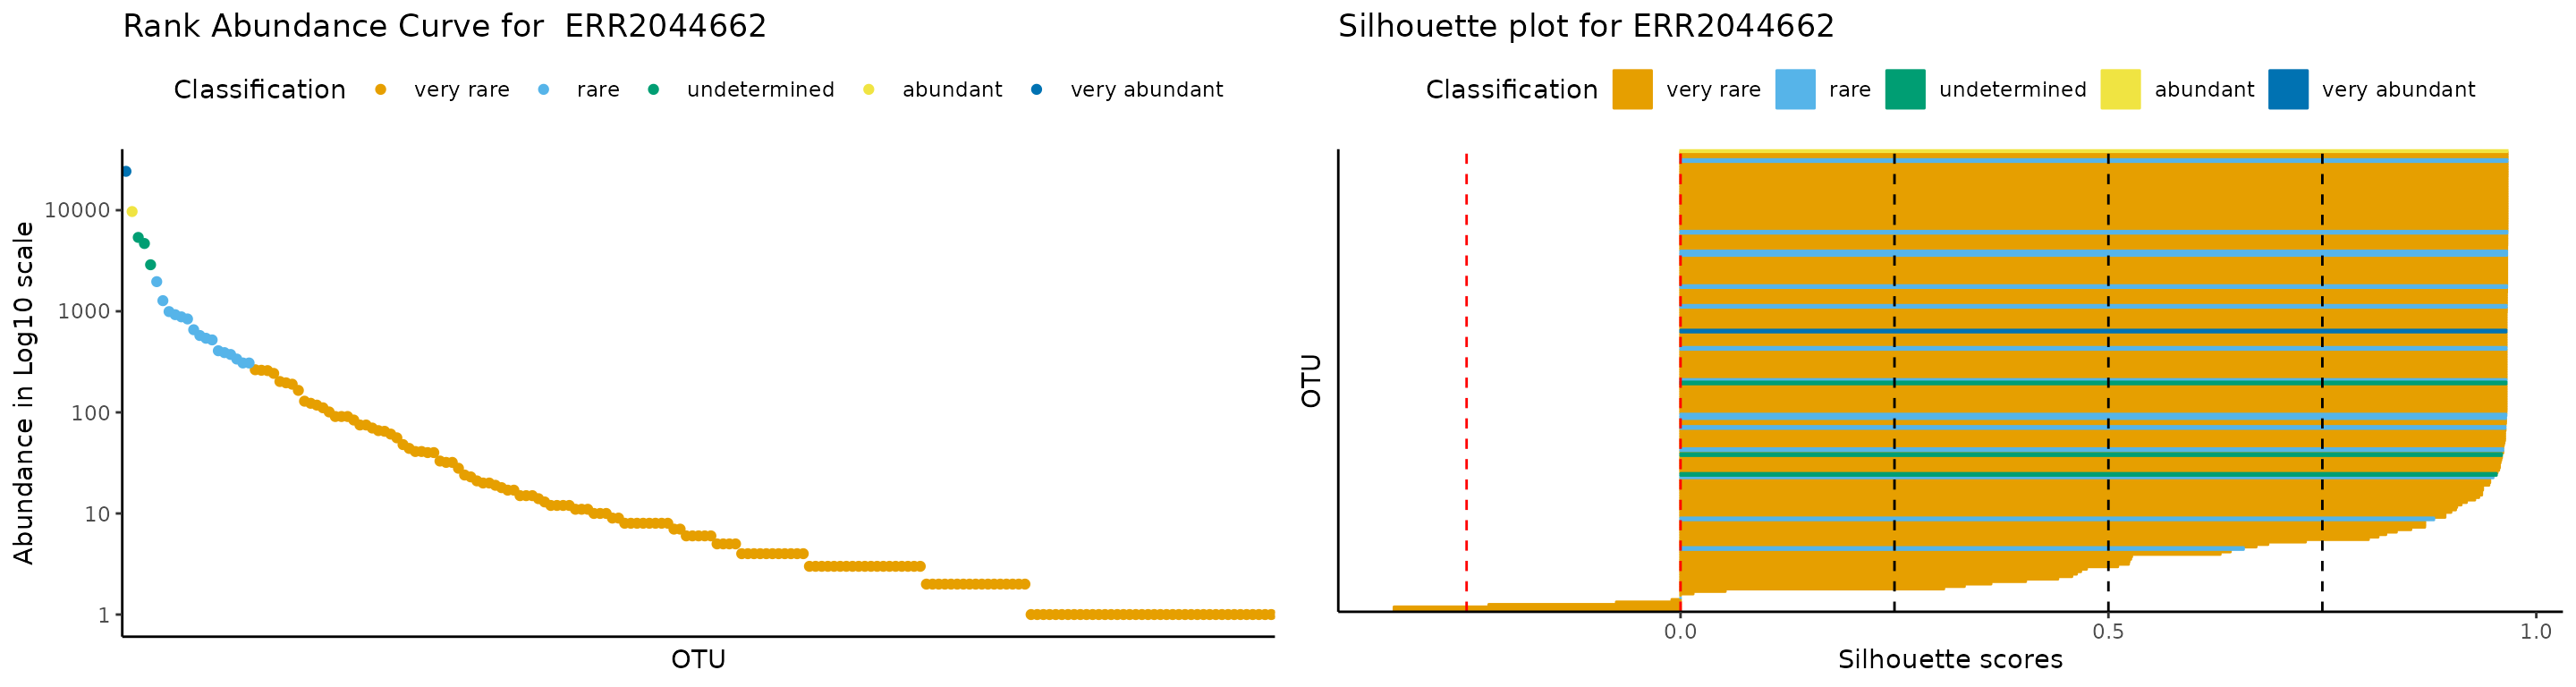 Rank Abundance Curve for  ERR2044662
Classification very rare rare undetermined abundant very abundant
Abundance in Log10 scale
10000
1000
100
10
1
OTU
Silhouette plot for ERR2044662
Classification very rare rare undetermined abundant very abundant
OTU
0.0 0.5 1.0
Silhouette scores